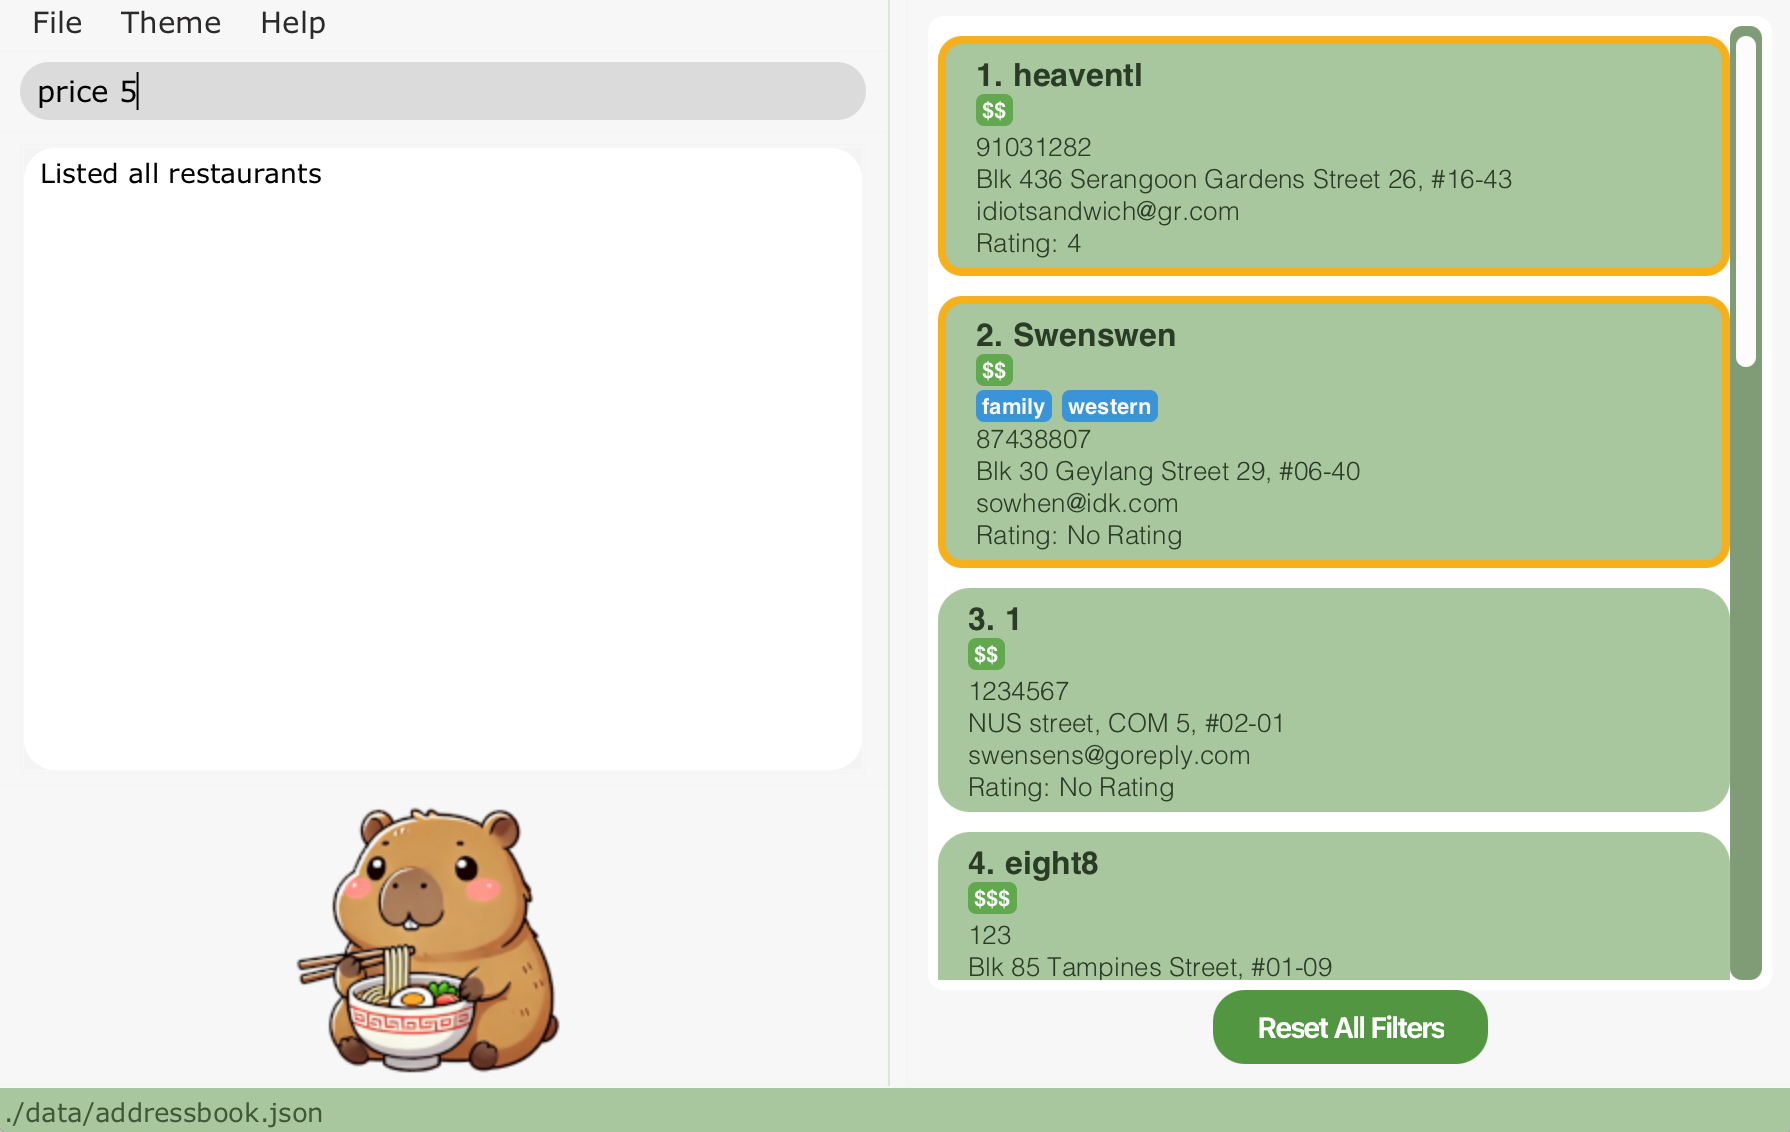 File Theme Help
price 5
Listed all restaurants
1. heaventl
$$
91031282
Blk 436 Serangoon Gardens Street 26, #16-43
idiotsandwich@gr.com
Rating: 4
2. Swenswen
$$
family western
87438807
Blk 30 Geylang Street 29, #06-40
sowhen@idk.com
Rating: No Rating
3. 1
$$
1234567
NUS street, COM 5, #02-01
swensens@goreply.com
Rating: No Rating
4. eight8
$$$
123
Blk 85 Tampines Street, #01-09
Reset All Filters
./data/addressbook.json